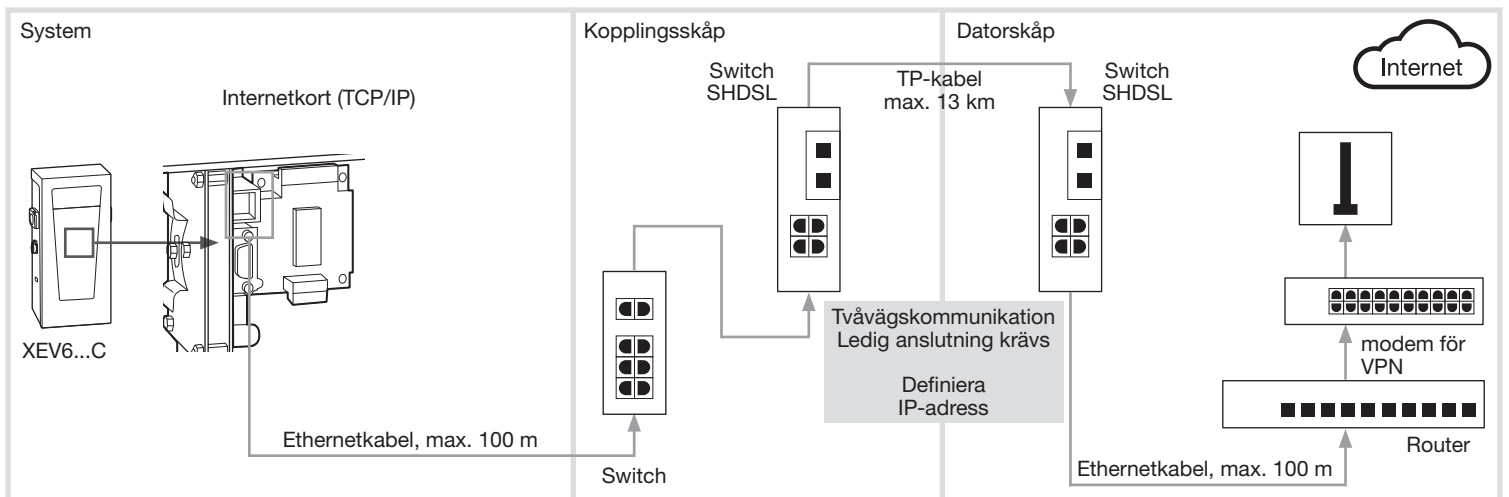 System
Internetkort (TCP/IP)
XEV6...C
Ethernetkabel, max. 100 m
Kopplingsskåp
Switch
SHDSL
Switch
TP-kabel
max. 13 km
Tvåvägskommunikation
Ledig anslutning krävs
Definiera
IP-adress
Datorskåp
Switch
SHDSL
Internet
modem för
VPN
Router
Ethernetkabel, max. 100 m